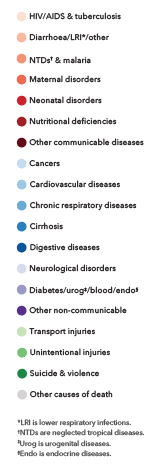 HIV/AIDS & tuberculosis
Diarrhoea/LRI*/other
NTDs† & malaria
Maternal disorders
Neonatal disorders
Nutritional deficiencies
Other communicable diseases
Cancers
Cardiovascular diseases
Chronic respiratory diseases
Cirrhosis
Digestive diseases
Neurological disorders
Diabetes/urog‡/blood/endo§
Other non-communicable
Transport injuries
Unintentional injuries
Suicide & violence
Other causes of death
*LRI is lower respiratory infections.
†NTDs are neglected tropical diseases.
‡Urog is urogenital diseases.
§Endo is endocrine diseases.